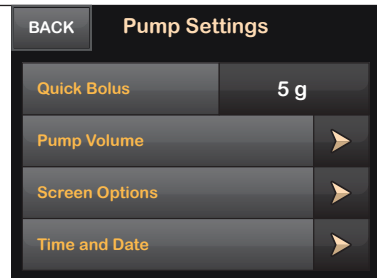 BACK Pump Settings
Quick Bolus 5 g
Pump Volume
Screen Options
Time and Date